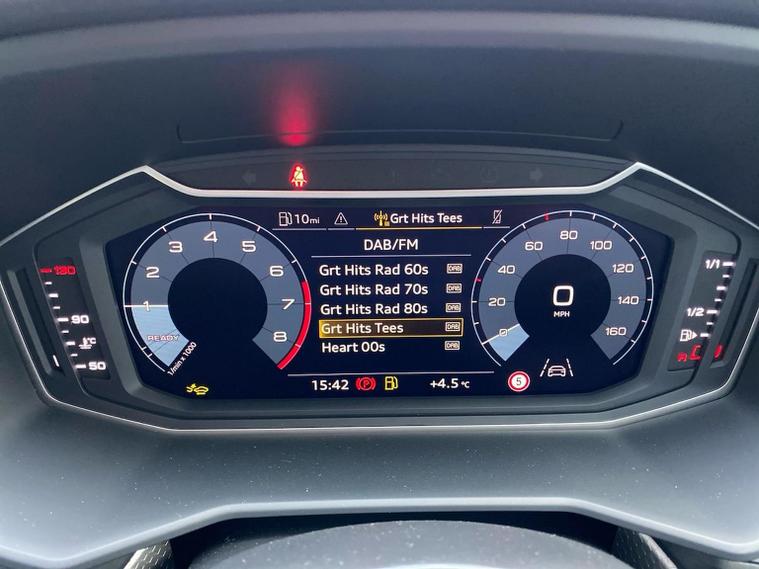 10mi Grt Hits Tees
DAB/FM
Grt Hits Rad 60s DAB
Grt Hits Rad 70s DAB
Grt Hits Rad 80s DAB
Grt Hits Tees DAB
Heart 00s DAB
15:42 P +4.5 °C
1 2 3 4 5 6 7 8
READY
1/min x 1000
0 20 40 60 80 100 120 140 160
0
MPH
5
130
90
°C
50
1/1
1/2
R